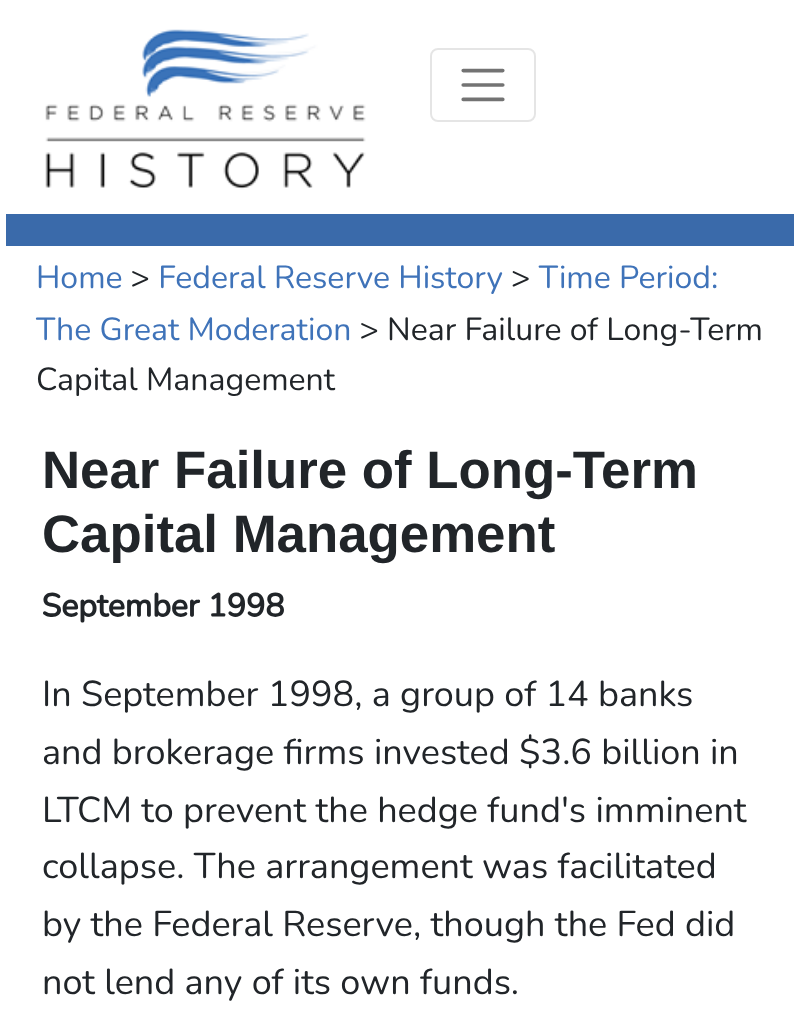 FEDERAL RESERVE
HISTORY
Home > Federal Reserve History > Time Period:
The Great Moderation > Near Failure of Long-Term
Capital Management
Near Failure of Long-Term
Capital Management
September 1998
In September 1998, a group of 14 banks
and brokerage firms invested $3.6 billion in
LTCM to prevent the hedge fund's imminent
collapse. The arrangement was facilitated
by the Federal Reserve, though the Fed did
not lend any of its own funds.